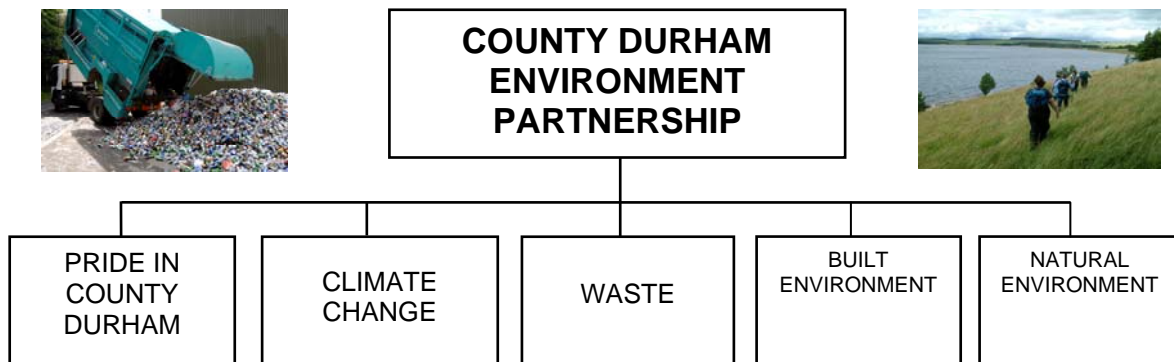 COUNTY DURHAM
ENVIRONMENT
PARTNERSHIP
PRIDE IN
COUNTY
DURHAM
CLIMATE
CHANGE
WASTE
BUILT
ENVIRONMENT
NATURAL
ENVIRONMENT